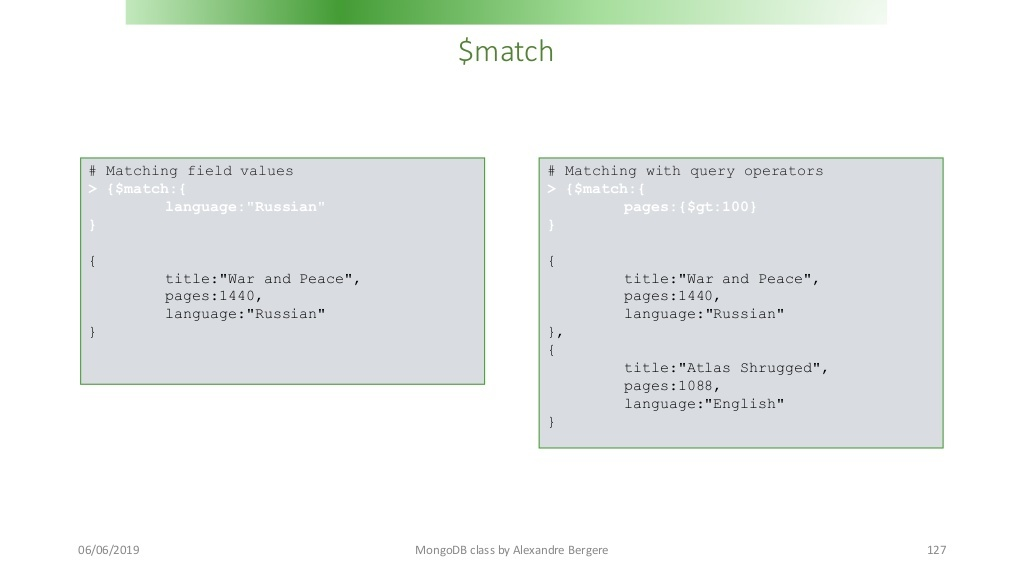 $match
# Matching field values
> {$match:{
language:"Russian"
}
{
title:"War and Peace",
pages:1440,
language:"Russian"
}
# Matching with query operators
> {$match:{
pages:{$gt:100}
}
{
title:"War and Peace",
pages:1440,
language:"Russian"
},
{
title:"Atlas Shrugged",
pages:1088,
language:"English"
}
06/06/2019
MongoDB class by Alexandre Bergere
127